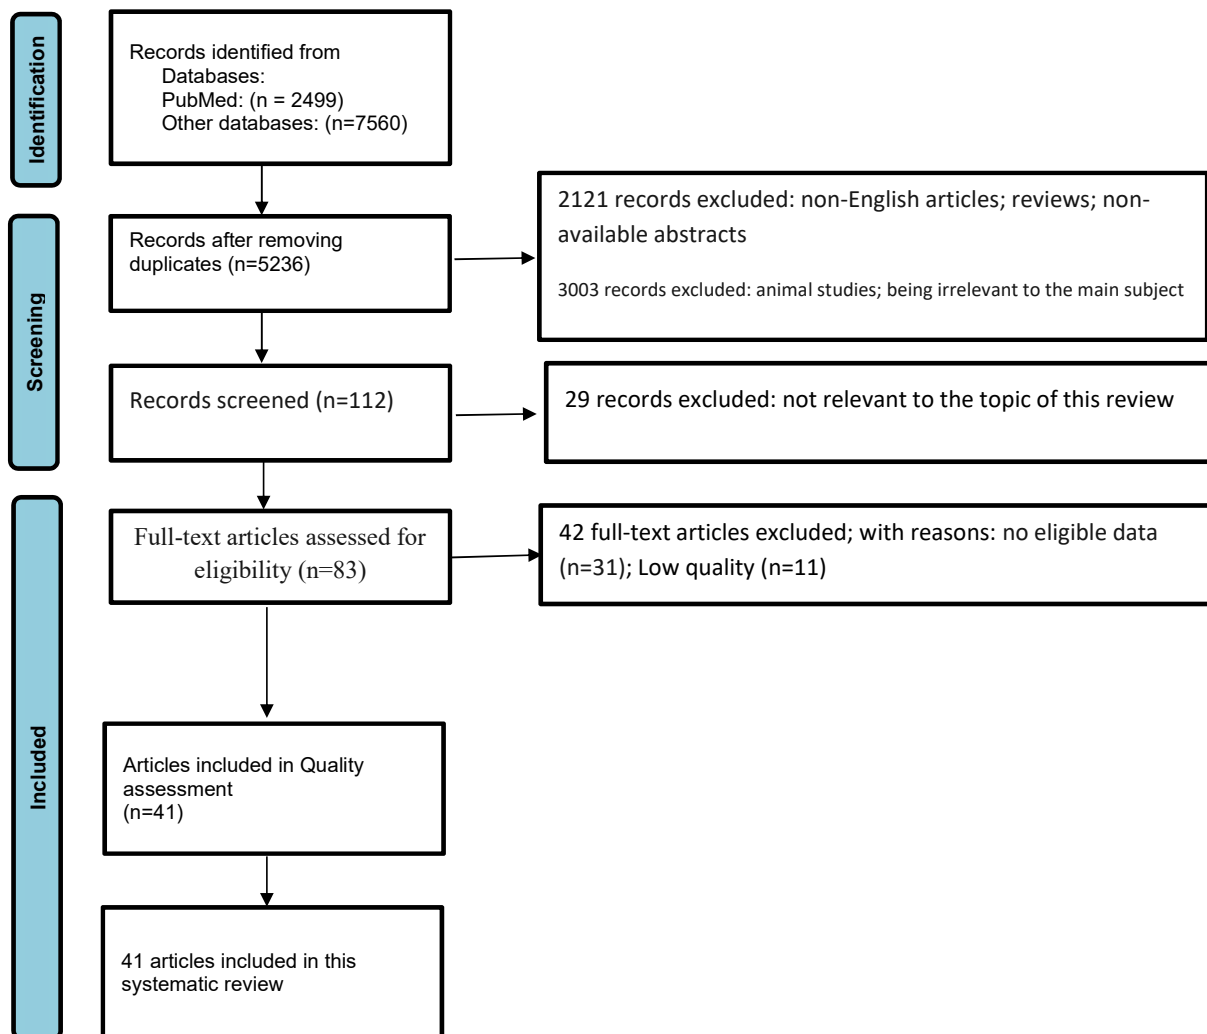 Identification
Records identified from
Databases:
PubMed: (n = 2499)
Other databases: (n=7560)
Screening
Records after removing
duplicates (n=5236)
2121 records excluded: non-English articles; reviews; non-
available abstracts
3003 records excluded: animal studies; being irrelevant to the main subject
Records screened (n=112)
29 records excluded: not relevant to the topic of this review
Included
Full-text articles assessed for
eligibility (n=83)
42 full-text articles excluded; with reasons: no eligible data
(n=31); Low quality (n=11)
Articles included in Quality
assessment
(n=41)
41 articles included in this
systematic review